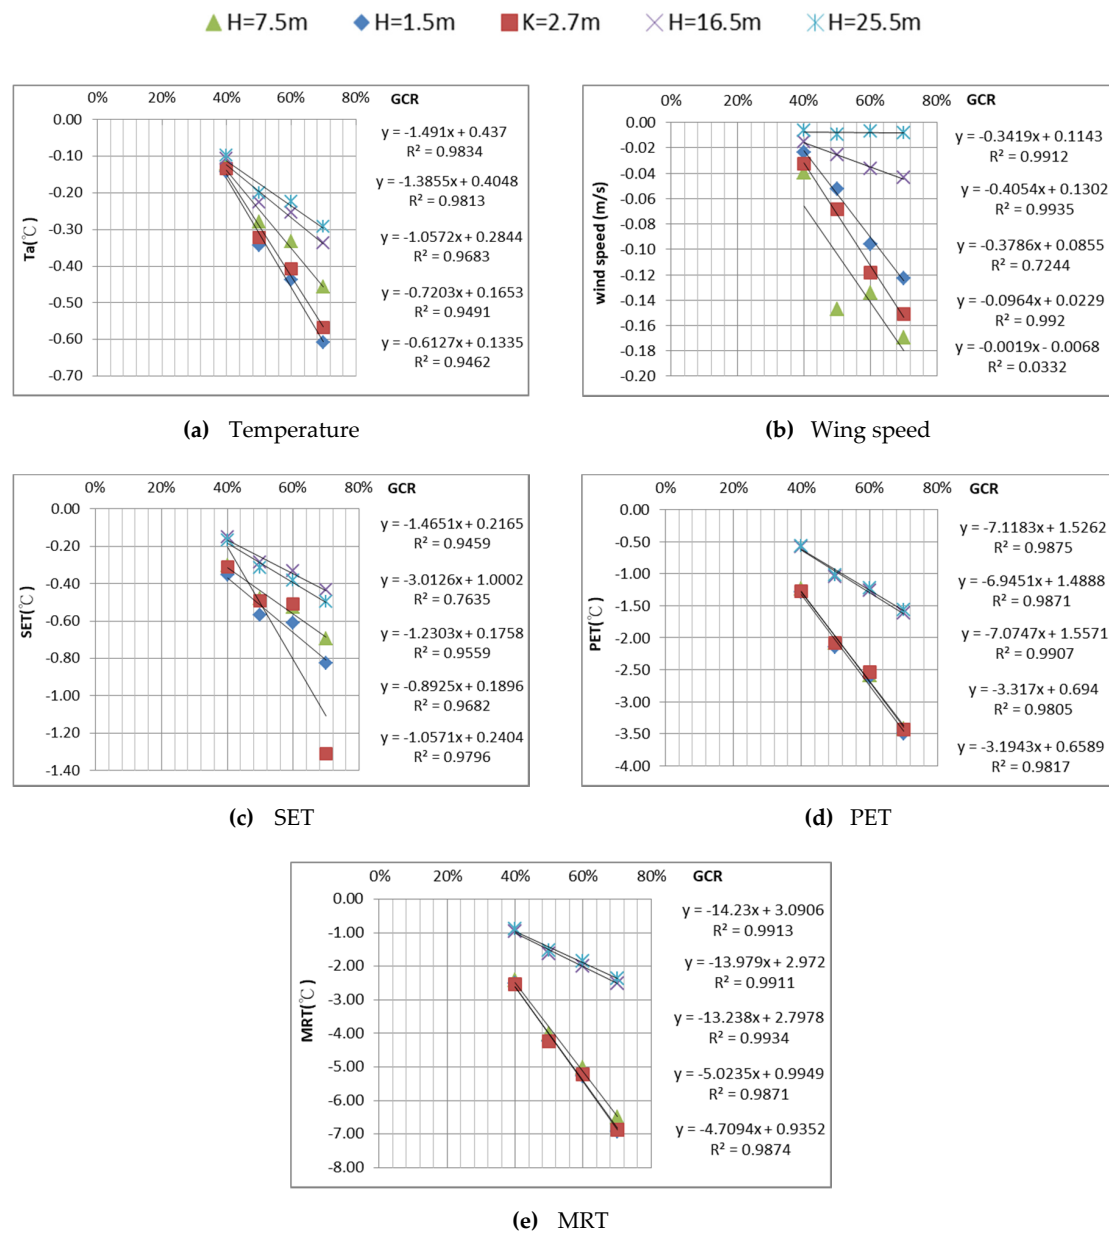 H=7.5m H=1.5m K=2.7m H=16.5m H=25.5m
0% 20% 40% 60% 80% GCR
0.00
-0.10
-0.20
-0.30
-0.40
-0.50
-0.60
-0.70
Ta(℃)
y = -1.491x + 0.437
R² = 0.9834
y = -1.3855x + 0.4048
R² = 0.9813
y = -1.0572x + 0.2844
R² = 0.9683
y = -0.7203x + 0.1653
R² = 0.9491
y = -0.6127x + 0.1335
R² = 0.9462
(a) Temperature
0% 20% 40% 60% 80% GCR
0.00
-0.02
-0.04
-0.06
-0.08
-0.10
-0.12
-0.14
-0.16
-0.18
-0.20
wind speed (m/s)
y = -0.3419x + 0.1143
R² = 0.9912
y = -0.4054x + 0.1302
R² = 0.9935
y = -0.3786x + 0.0855
R² = 0.7244
y = -0.0964x + 0.0229
R² = 0.992
y = -0.0019x - 0.0068
R² = 0.0332
(b) Wing speed
0% 20% 40% 60% 80% GCR
0.00
-0.20
-0.40
-0.60
-0.80
-1.00
-1.20
-1.40
SET(℃)
y = -1.4651x + 0.2165
R² = 0.9459
y = -3.0126x + 1.0002
R² = 0.7635
y = -1.2303x + 0.1758
R² = 0.9559
y = -0.8925x + 0.1896
R² = 0.9682
y = -1.0571x + 0.2404
R² = 0.9796
(c) SET
0% 20% 40% 60% 80% GCR
0.00
-0.50
-1.00
-1.50
-2.00
-2.50
-3.00
-3.50
-4.00
PET(℃)
y = -7.1183x + 1.5262
R² = 0.9875
y = -6.9451x + 1.4888
R² = 0.9871
y = -7.0747x + 1.5571
R² = 0.9907
y = -3.317x + 0.694
R² = 0.9805
y = -3.1943x + 0.6589
R² = 0.9817
(d) PET
0% 20% 40% 60% 80% GCR
0.00
-1.00
-2.00
-3.00
-4.00
-5.00
-6.00
-7.00
-8.00
MRT(℃)
y = -14.23x + 3.0906
R² = 0.9913
y = -13.979x + 2.972
R² = 0.9911
y = -13.238x + 2.7978
R² = 0.9934
y = -5.0235x + 0.9949
R² = 0.9871
y = -4.7094x + 0.9352
R² = 0.9874
(e) MRT